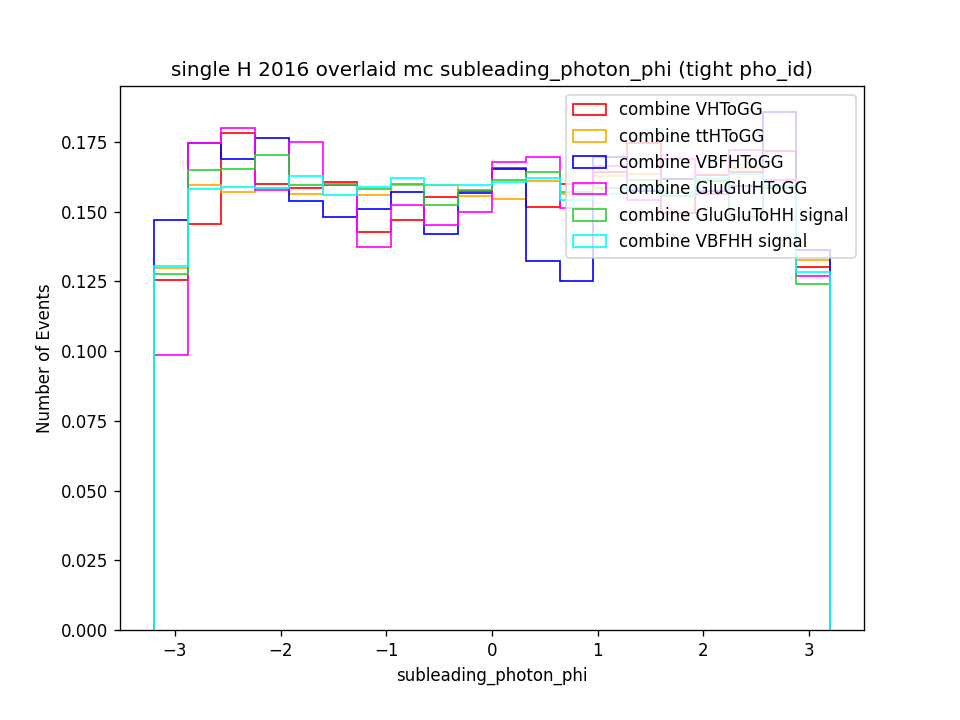 single H 2016 overlaid mc subleading_photon_phi (tight pho_id)
combine VHToGG
combine ttHToGG
combine VBFHToGG
combine GluGluHToGG
combine GluGluToHH signal
combine VBFHH signal
0.175
0.150
0.125
0.100
0.075
0.050
0.025
0.000
Number of Events
−3 −2 −1 0 1 2 3
subleading_photon_phi